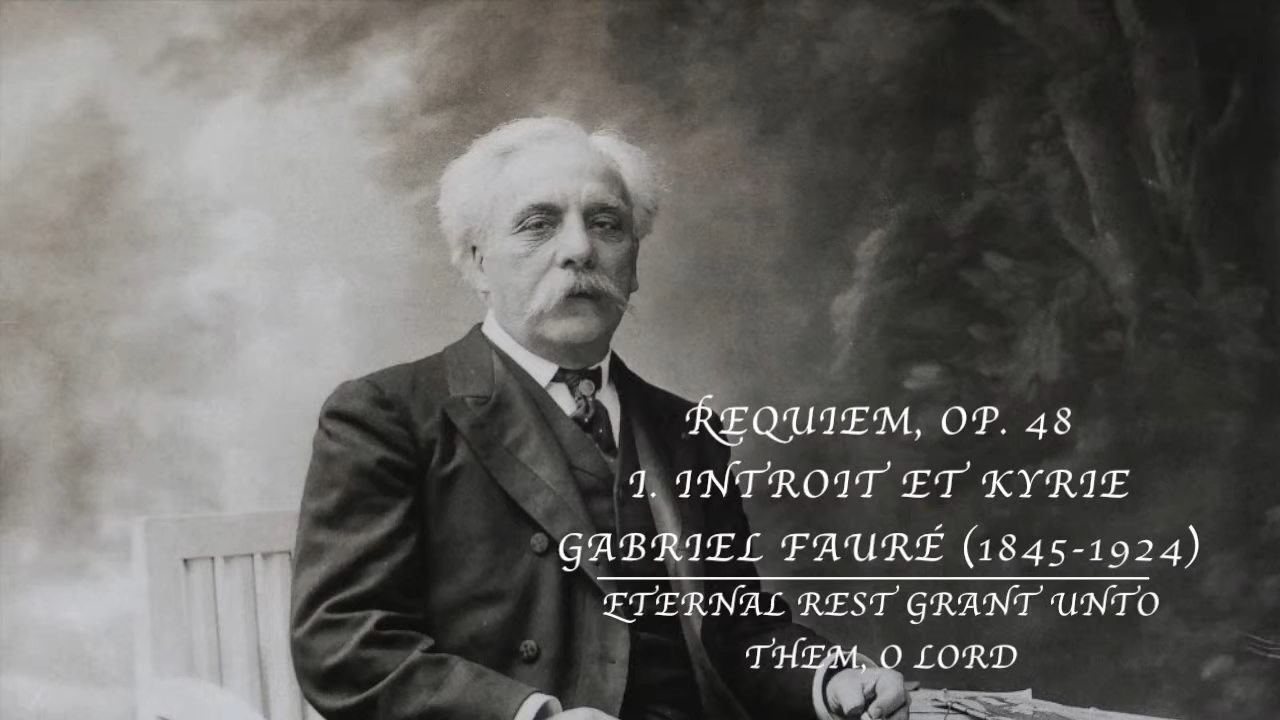 REQUIEM, OP. 48
I. INTROIT ET KYRIE
GABRIEL FAURÉ (1845-1924)
ETERNAL REST GRANT UNTO
THEM, O LORD